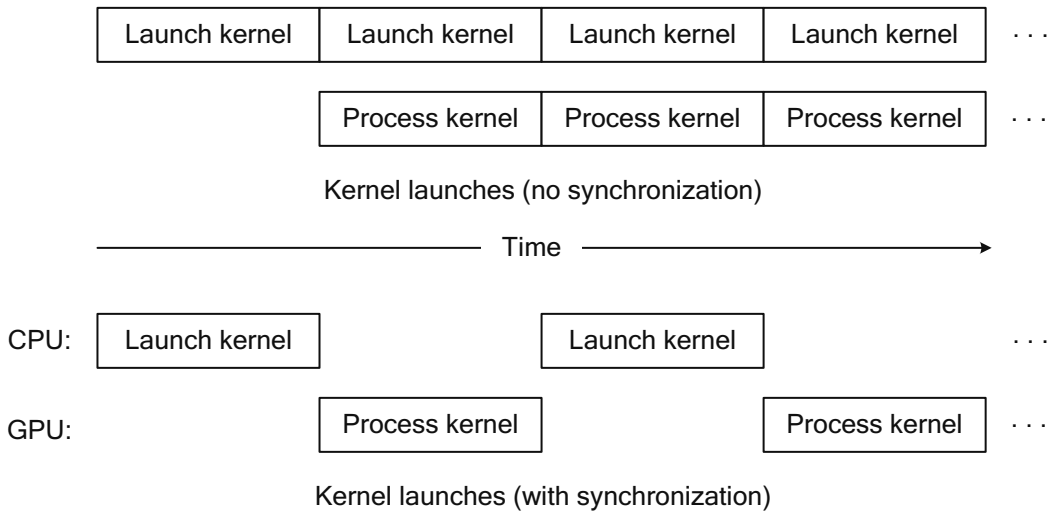 Launch kernel Launch kernel Launch kernel Launch kernel . . .
Process kernel Process kernel Process kernel . . .
Kernel launches (no synchronization)
Time
CPU: Launch kernel Launch kernel . . .
GPU: Process kernel Process kernel . . .
Kernel launches (with synchronization)